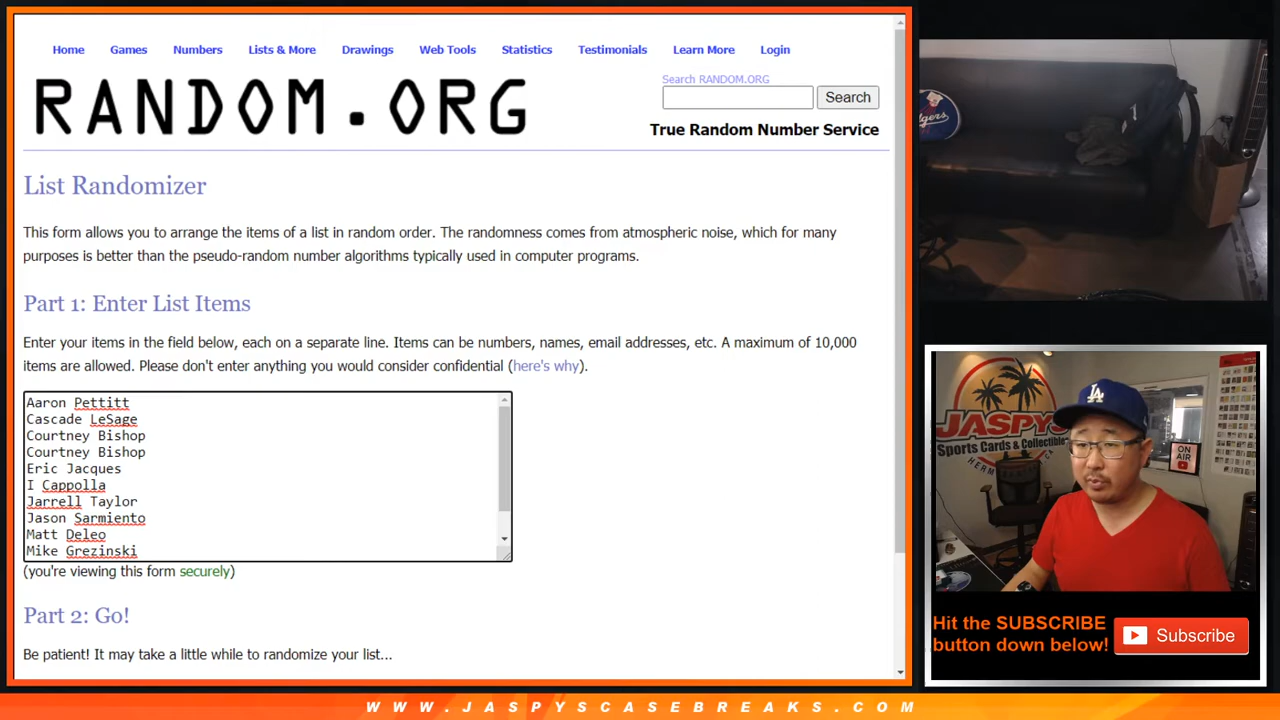 Home Games Numbers Lists & More Drawings Web Tools Statistics Testimonials Learn More Login
RANDOM.ORG
Search RANDOM.ORG
Search
True Random Number Service
List Randomizer
This form allows you to arrange the items of a list in random order. The randomness comes from atmospheric noise, which for many
purposes is better than the pseudo-random number algorithms typically used in computer programs.
Part 1: Enter List Items
Enter your items in the field below, each on a separate line. Items can be numbers, names, email addresses, etc. A maximum of 10,000
items are allowed. Please don't enter anything you would consider confidential (here's why).
Aaron Pettitt
Cascade LeSage
Courtney Bishop
Courtney Bishop
Eric Jacques
I Cappolla
Jarrell Taylor
Jason Sarmiento
Matt Deleo
Mike Grezinski
(you're viewing this form securely)
Part 2: Go!
Be patient! It may take a little while to randomize your list...
JASPYS
Sports Cards & Collectible
LA
ON
AIR
Hit the SUBSCRIBE
button down below!
Subscribe
WWW.JASPYSCASEBREAKS.COM